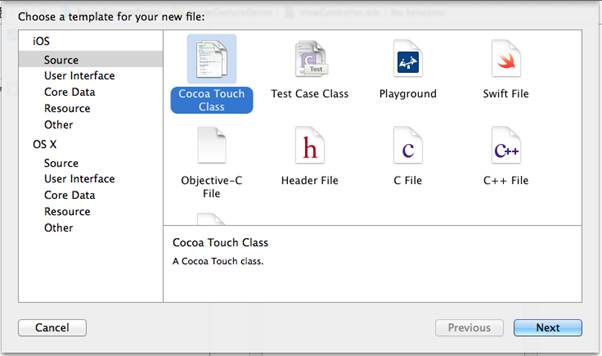 Choose a template for your new file:
iOS
Source
User Interface
Core Data
Resource
Other
OS X
Source
User Interface
Core Data
Resource
Other
Cocoa Touch
Class
Test
Test Case Class
Playground
Swift File
Objective-C
File
h
Header File
c
C File
C++
C++ File
Cocoa Touch Class
A Cocoa Touch class.
Cancel
Previous
Next